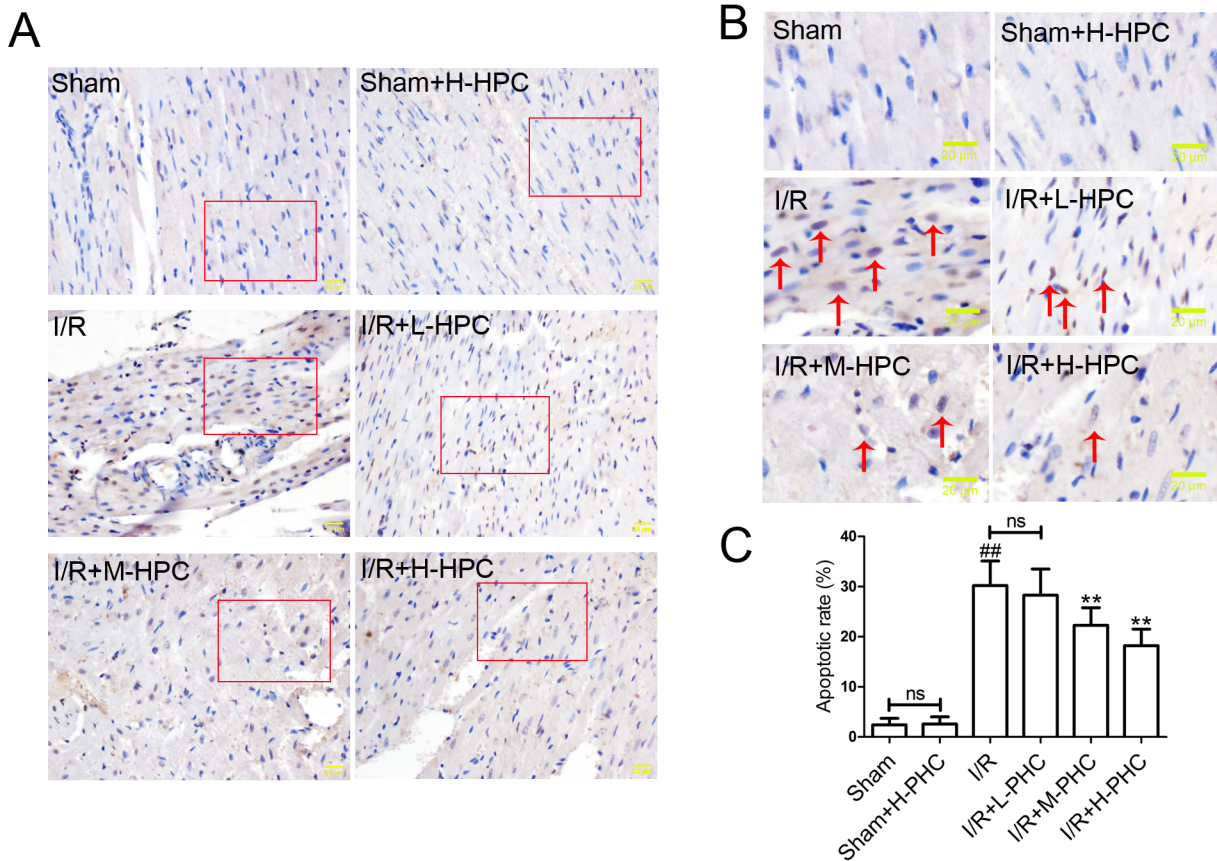 A
Sham
Sham+H-HPC
I/R
I/R+L-HPC
I/R+M-HPC
I/R+H-HPC
B
Sham
Sham+H-HPC
20 µm
20 µm
I/R
I/R+L-HPC
20 µm
20 µm
I/R+M-HPC
I/R+H-HPC
20 µm
20 µm
C
Apoptotic rate (%)
40
30
20
10
0
ns
##
ns
**
**
Sham
Sham+H-PHC
I/R
I/R+L-PHC
I/R+M-PHC
I/R+H-PHC